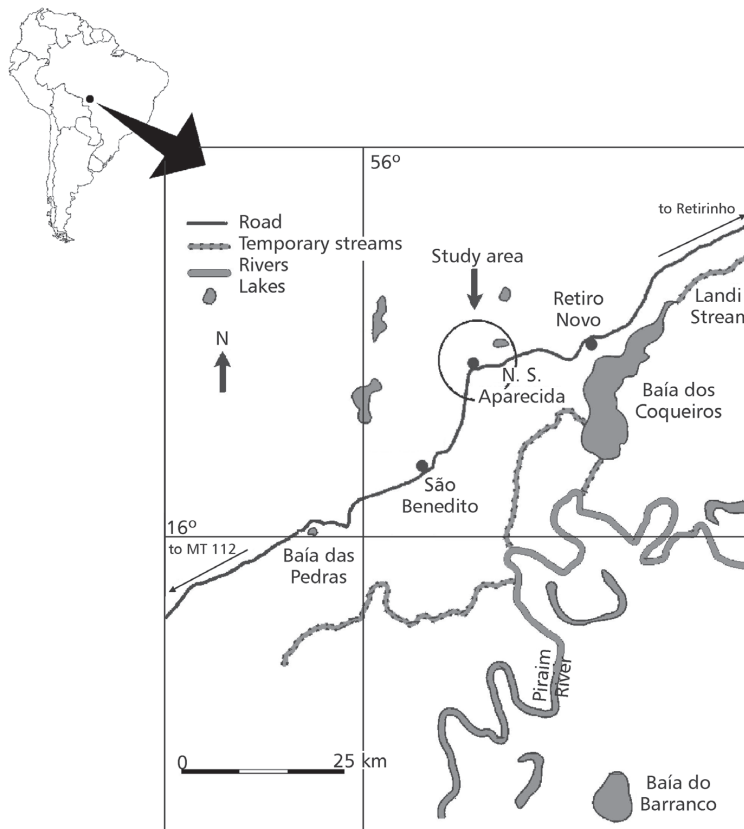 56º
to Retirinho
Road
Temporary streams
Rivers
Lakes
Study area
Landi
Stream
Retiro
Novo
N
N. S.
Aparecida
Baía dos
Coqueiros
São
Benedito
16º
to MT 112
Baía das
Pedras
Piraim
River
0
25 km
Baía do
Barranco